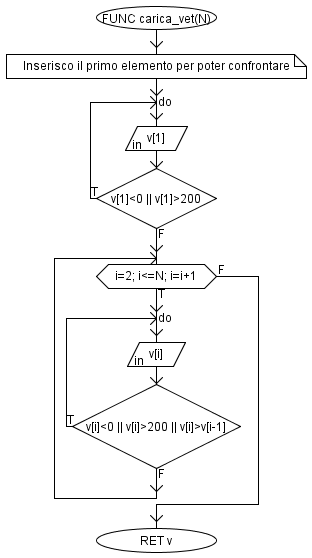 FUNC carica_vet(N)
Inserisco il primo elemento per poter confrontare
do
v[1]
in
v[1]<0 || v[1]>200
T
F
i=2; i<=N; i=i+1
F
T
do
v[i]
in
v[i]<0 || v[i]>200 || v[i]>v[i-1]
T
F
RET v